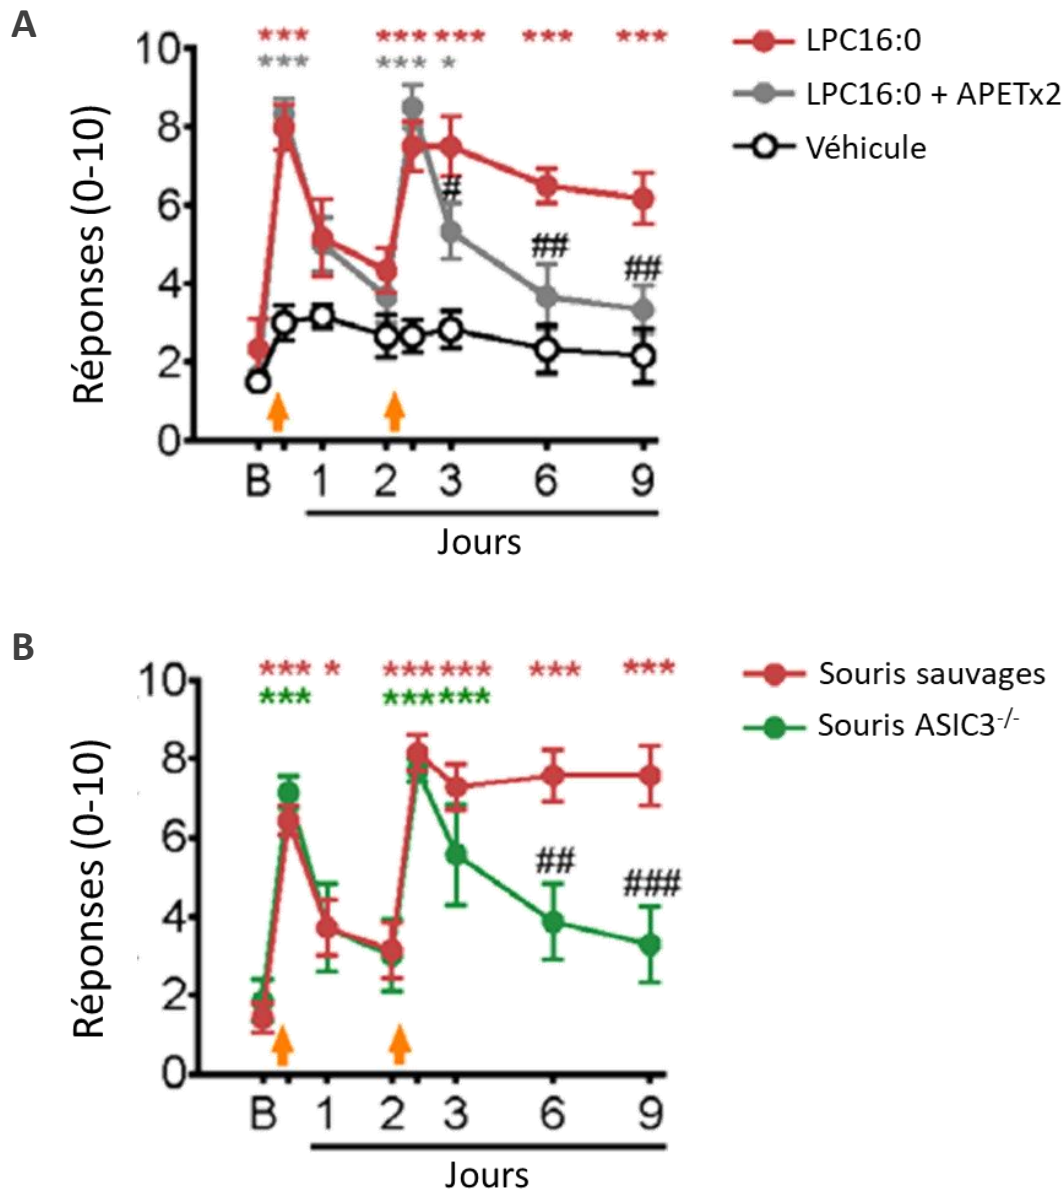 A
*** *** *** *** ***
*** *** *
10
8
6
4
2
0
Réponses (0-10)
#
##
##
B 1 2 3 6 9
Jours
LPC16:0
LPC16:0 + APETx2
Véhicule
B
*** * *** *** *** ***
*** *** ***
10
8
6
4
2
0
Réponses (0-10)
##
###
B 1 2 3 6 9
Jours
Souris sauvages
Souris ASIC3-/-